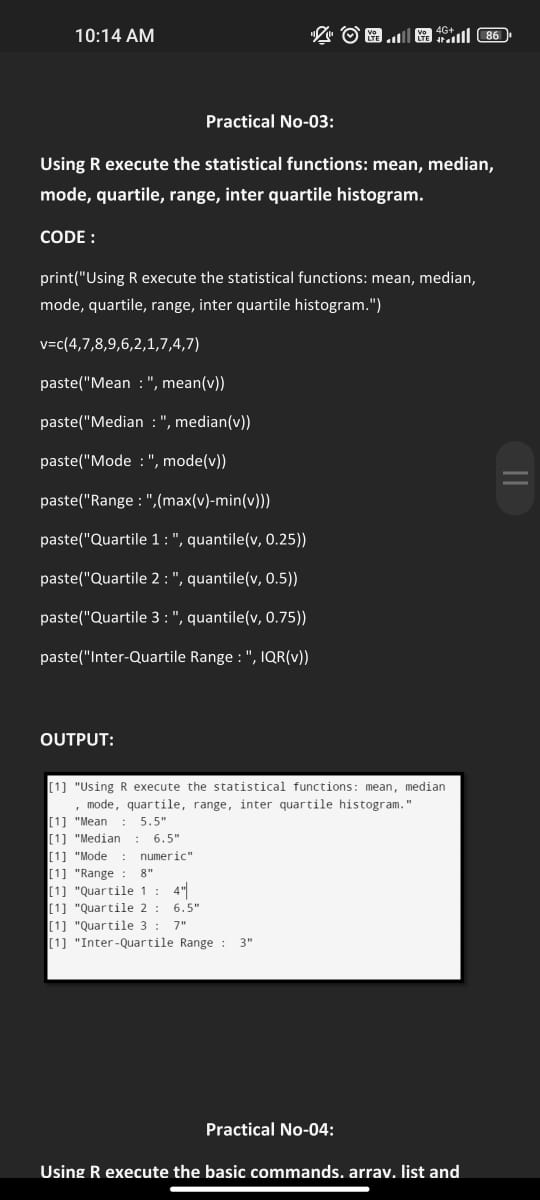 10:14 AM
Vo LTE Vo LTE 4G+ 86
Practical No-03:
Using R execute the statistical functions: mean, median,
mode, quartile, range, inter quartile histogram.
CODE :
print("Using R execute the statistical functions: mean, median,
mode, quartile, range, inter quartile histogram.")
v=c(4,7,8,9,6,2,1,7,4,7)
paste("Mean :", mean(v))
paste("Median :", median(v))
paste("Mode :", mode(v))
paste("Range : ",(max(v)-min(v)))
paste("Quartile 1 : ", quantile(v, 0.25))
paste("Quartile 2 : ", quantile(v, 0.5))
paste("Quartile 3 : ", quantile(v, 0.75))
paste("Inter-Quartile Range : ", IQR(v))
OUTPUT:
[1] "Using R execute the statistical functions: mean, median
, mode, quartile, range, inter quartile histogram."
[1] "Mean : 5.5"
[1] "Median : 6.5"
[1] "Mode : numeric"
[1] "Range : 8"
[1] "Quartile 1 : 4"
[1] "Quartile 2 : 6.5"
[1] "Quartile 3 : 7"
[1] "Inter-Quartile Range : 3"
Practical No-04:
Using R execute the basic commands, array, list and